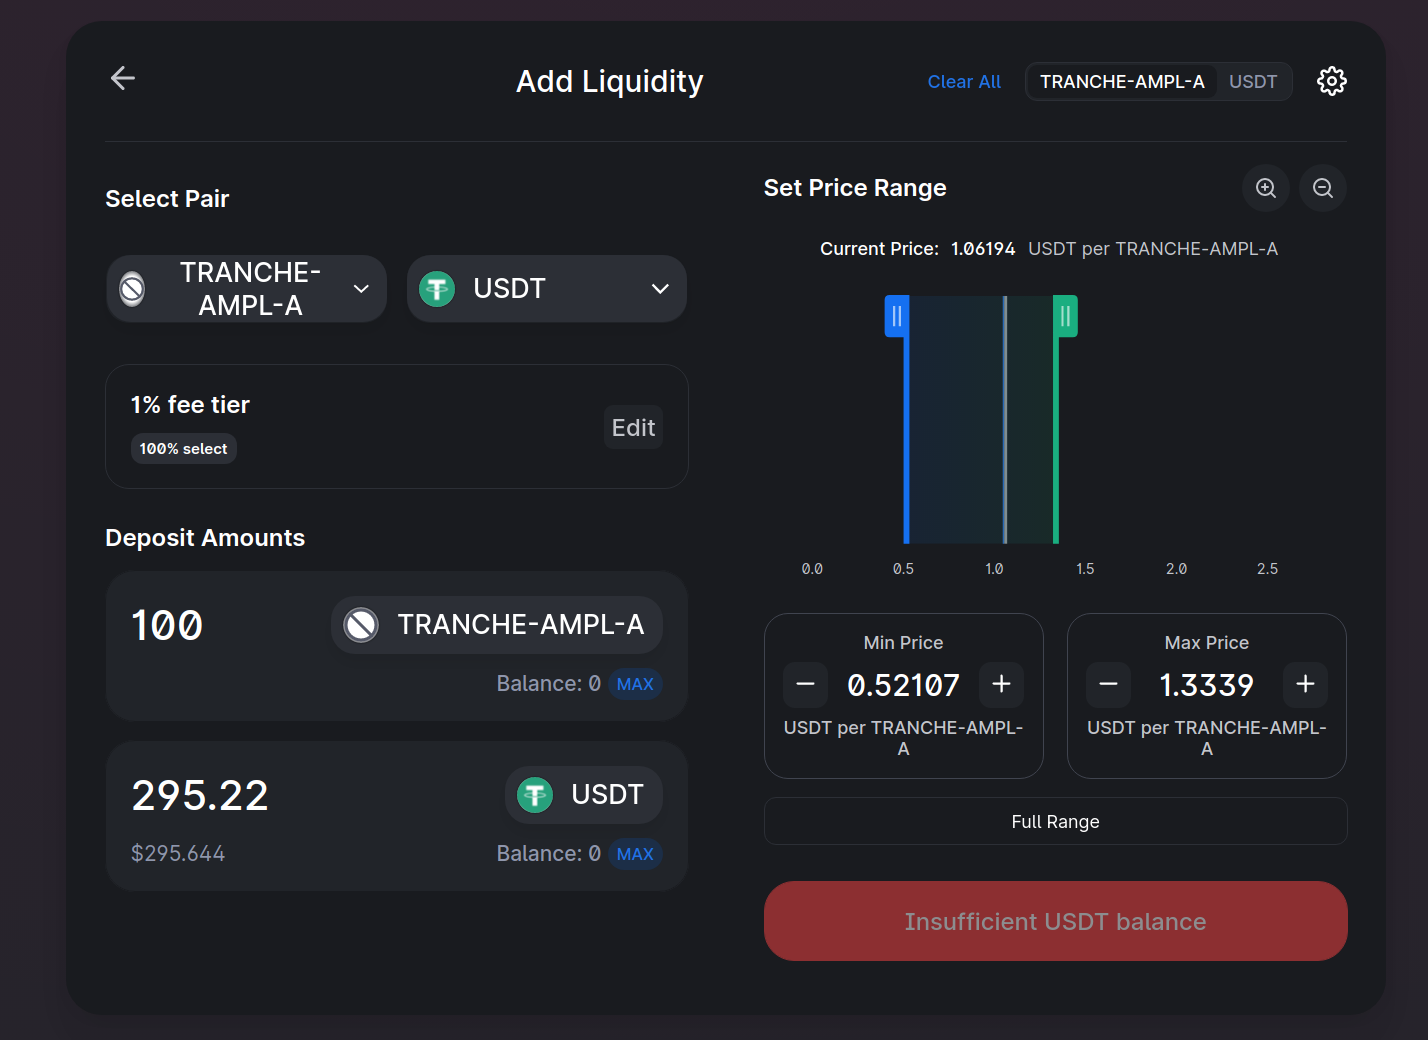 Add Liquidity
Clear All
TRANCHE-AMPL-A USDT
Select Pair
TRANCHE-
AMPL-A
USDT
1% fee tier
100% select
Edit
Deposit Amounts
100
TRANCHE-AMPL-A
Balance: 0 MAX
295.22
USDT
$295.644
Balance: 0 MAX
Set Price Range
Current Price: 1.06194 USDT per TRANCHE-AMPL-A
0.0 0.5 1.0 1.5 2.0 2.5
Min Price
0.52107
USDT per TRANCHE-AMPL-
A
Max Price
1.3339
USDT per TRANCHE-AMPL-
A
Full Range
Insufficient USDT balance